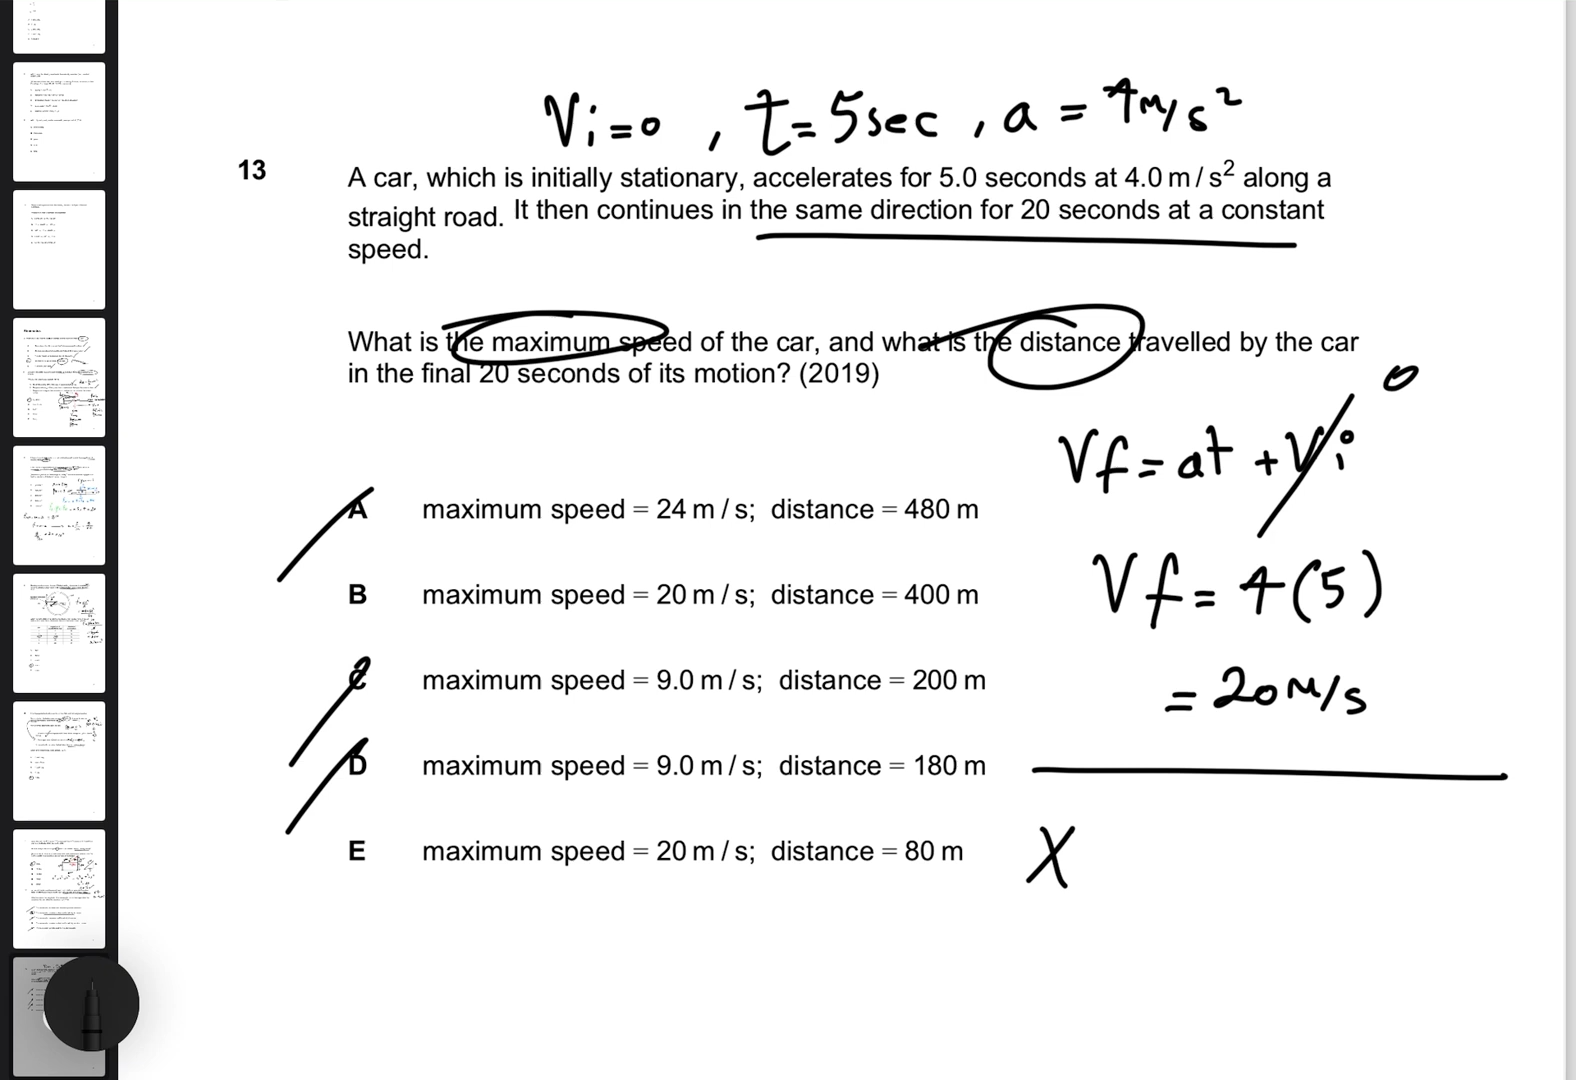 Vi=0 , t=5sec , a = 4m/s²
13
A car, which is initially stationary, accelerates for 5.0 seconds at 4.0 m / s² along a
straight road. It then continues in the same direction for 20 seconds at a constant
speed.
What is the maximum speed of the car, and what is the distance travelled by the car
in the final 20 seconds of its motion? (2019)
0
Vf = at + Vi
A maximum speed = 24 m / s; distance = 480 m
B maximum speed = 20 m / s; distance = 400 m
Vf = 4(5)
C maximum speed = 9.0 m / s; distance = 200 m
= 20m/s
D maximum speed = 9.0 m / s; distance = 180 m
E maximum speed = 20 m / s; distance = 80 m
X